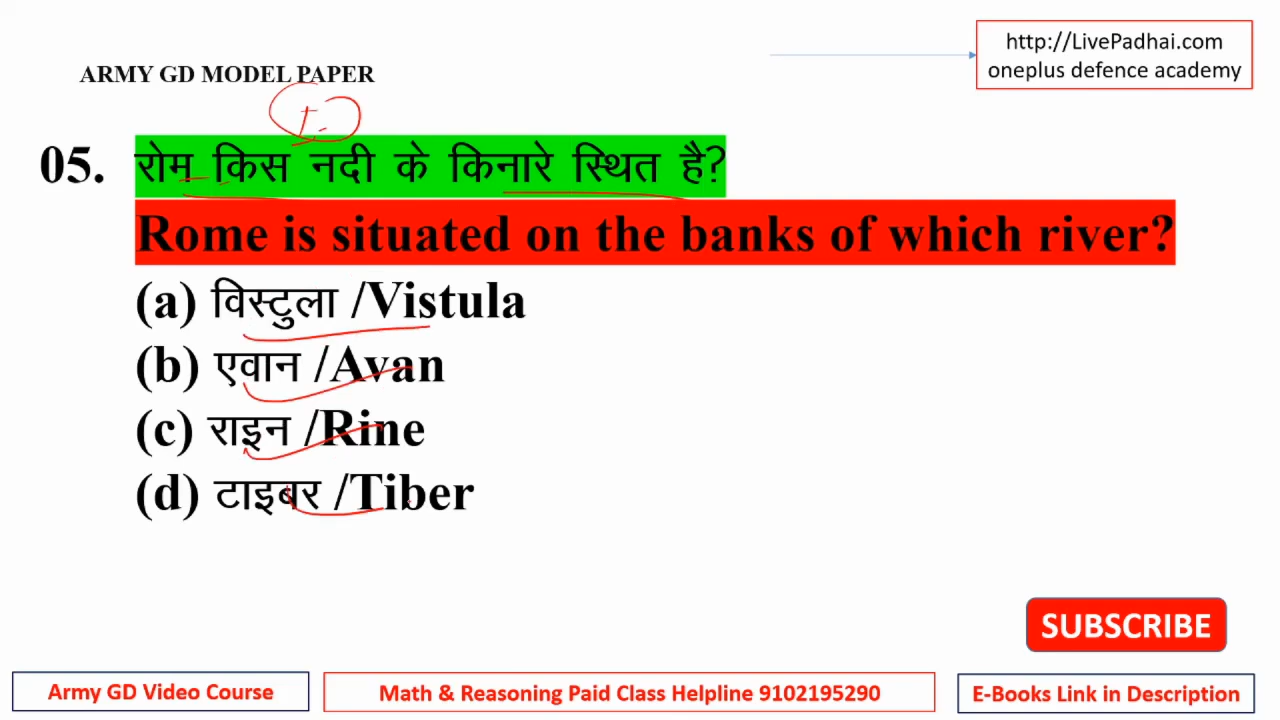 http://LivePadhai.com
oneplus defence academy
ARMY GD MODEL PAPER
05. रोम किस नदी के किनारे स्थित है?
Rome is situated on the banks of which river?
(a) विस्टुला /Vistula
(b) एवान /Avan
(c) राइन /Rine
(d) टाइबर /Tiber
SUBSCRIBE
Army GD Video Course
Math & Reasoning Paid Class Helpline 9102195290
E-Books Link in Description